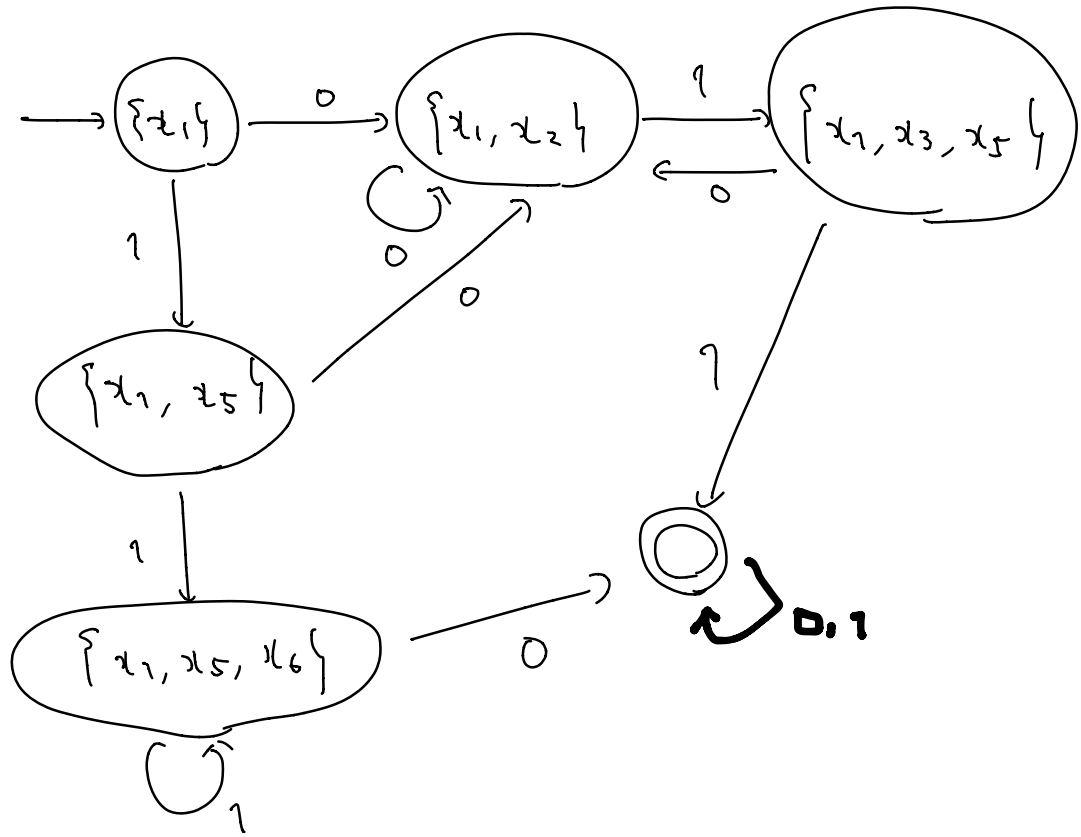 {x1}
0
{x1, x2}
1
{x1, x3, x5}
0
0
1
0
{x1, x5}
1
1
0,1
{x1, x5, x6}
0
1